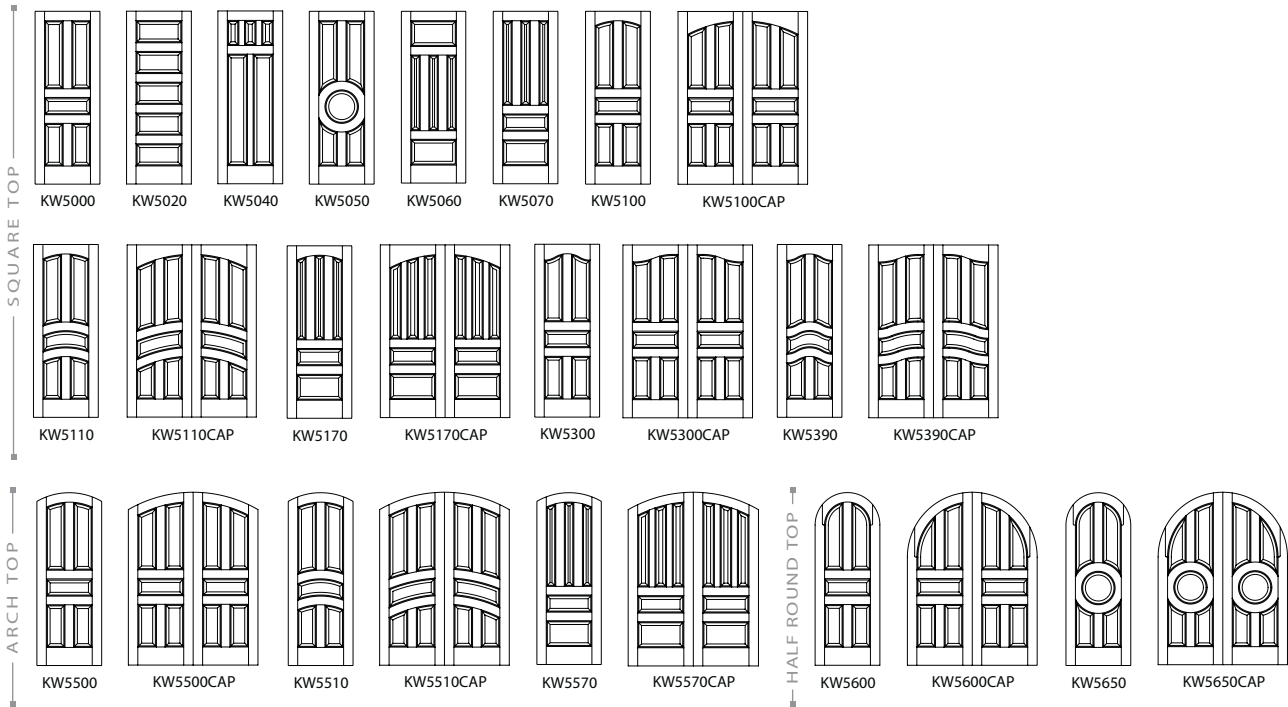 SQUARE TOP
KW5000 KW5020 KW5040 KW5050 KW5060 KW5070 KW5100 KW5100CAP
KW5110 KW5110CAP KW5170 KW5170CAP KW5300 KW5300CAP KW5390 KW5390CAP
ARCH TOP
KW5500 KW5500CAP KW5510 KW5510CAP KW5570 KW5570CAP
HALF ROUND TOP
KW5600 KW5600CAP KW5650 KW5650CAP